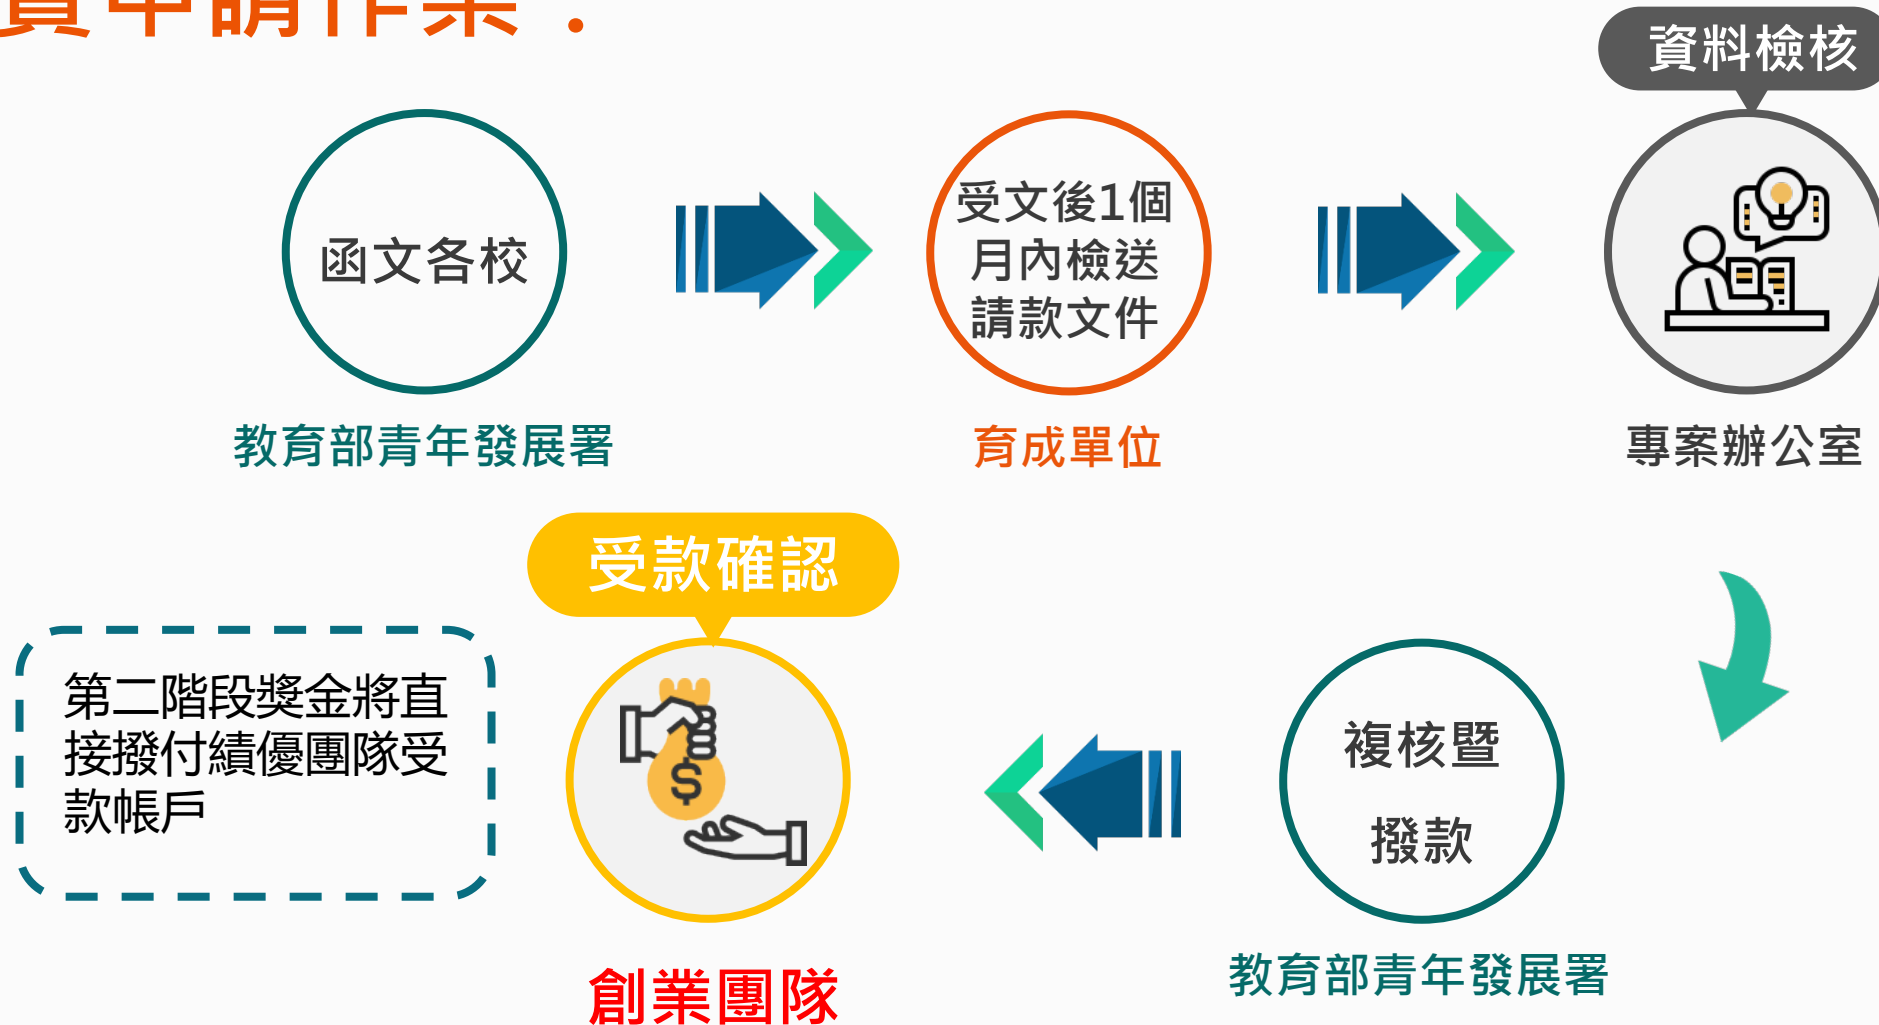 申請作業：
資料檢核
函文各校
受文後1個
月內檢送
請款文件
教育部青年發展署
育成單位
專案辦公室
受款確認
第二階段獎金將直
接撥付績優團隊受
款帳戶
$
複核暨
撥款
創業團隊
教育部青年發展署